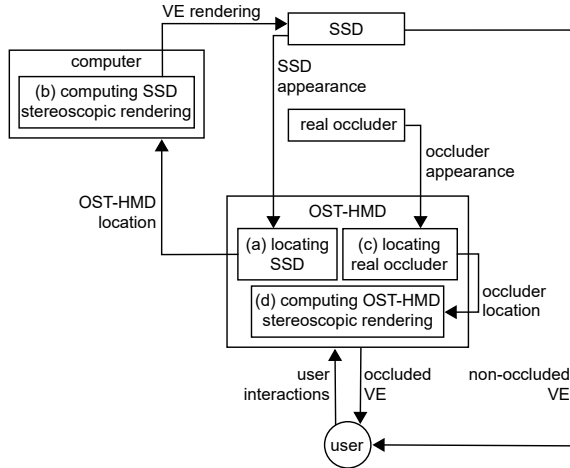 VE rendering
SSD
computer
(b) computing SSD
stereoscopic rendering
SSD
appearance
real occluder
occluder
appearance
OST-HMD
location
OST-HMD
(a) locating
SSD
(c) locating
real occluder
(d) computing OST-HMD
stereoscopic rendering
occluder
location
user
interactions
occluded
VE
non-occluded
VE
user